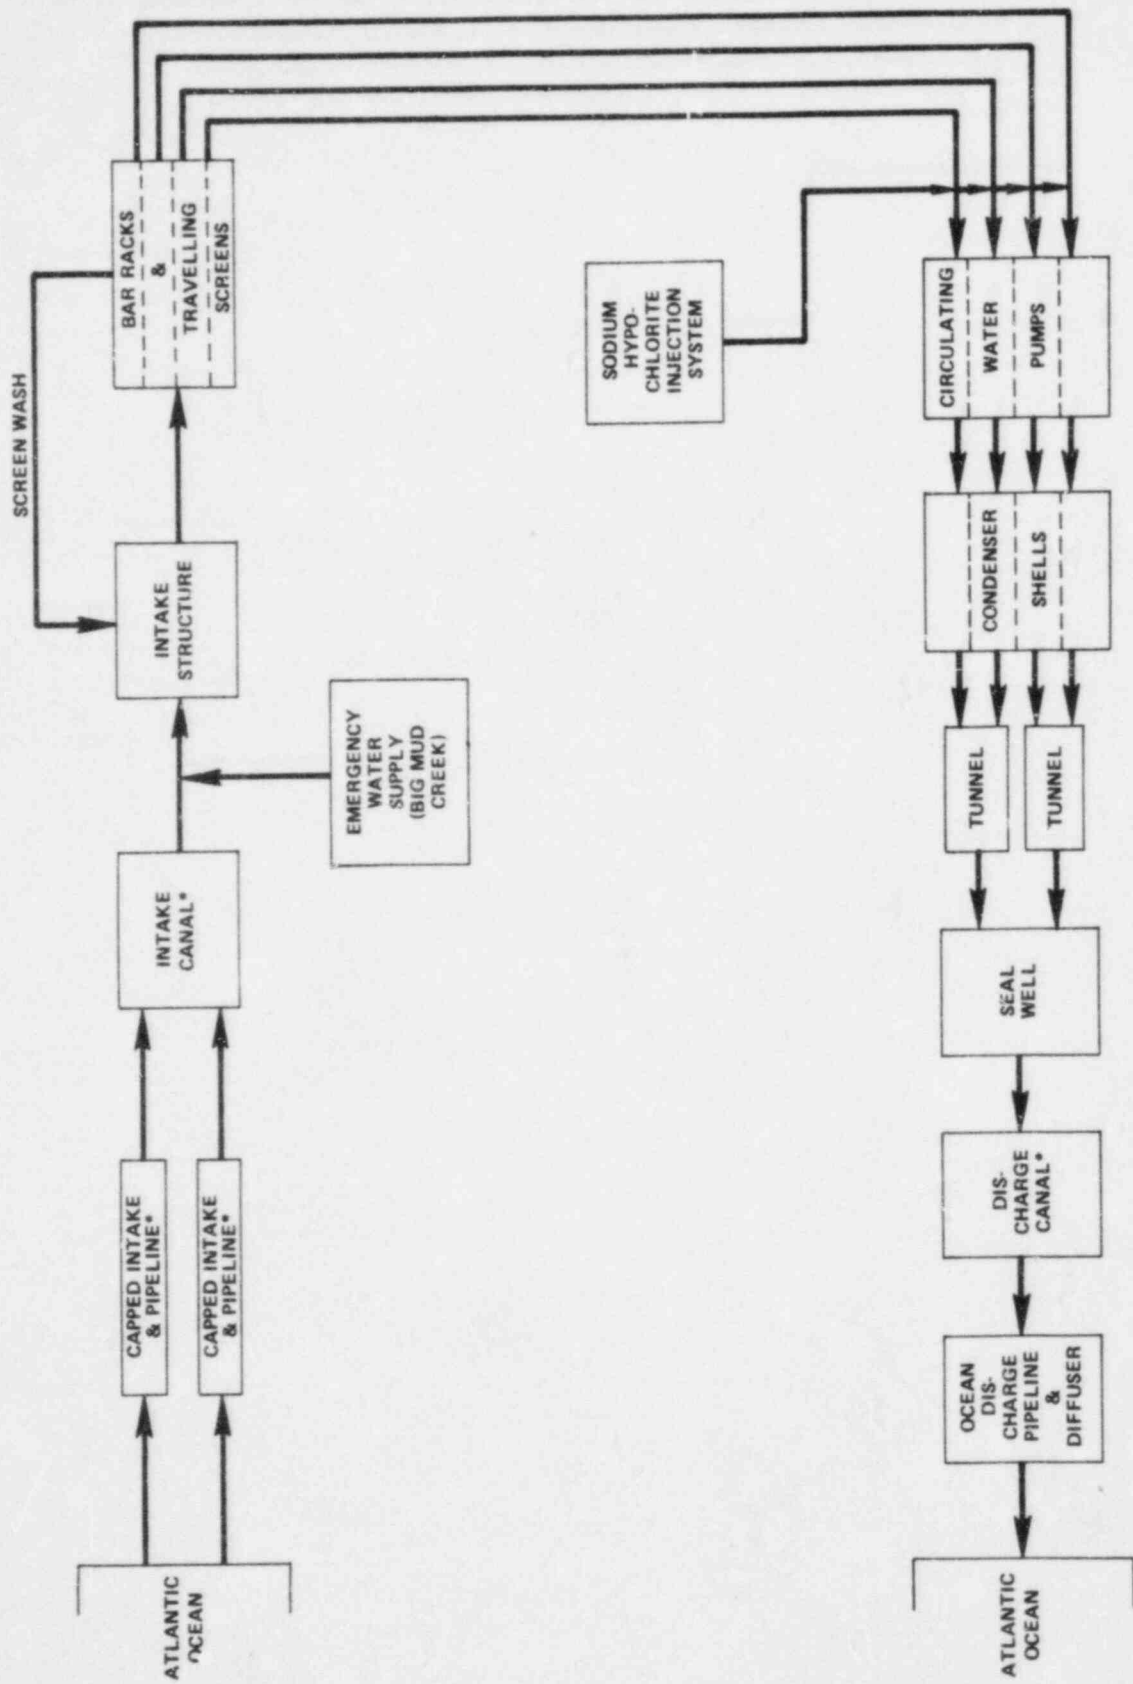 ATLANTIC
OCEAN
CAPPED INTAKE
& PIPELINE*
CAPPED INTAKE
& PIPELINE*
INTAKE
CANAL*
EMERGENCY
WATER
SUPPLY
(BIG MUD
CREEK)
INTAKE
STRUCTURE
SCREEN WASH
BAR RACKS
&
TRAVELLING
SCREENS
SODIUM
HYPO-
CHLORITE
INJECTION
SYSTEM
CIRCULATING
WATER
PUMPS
CONDENSER
SHELLS
TUNNEL
TUNNEL
SEAL
WELL
DIS-
CHARGE
CANAL*
OCEAN
DIS-
CHARGE
PIPELINE
&
DIFFUSER
ATLANTIC
OCEAN